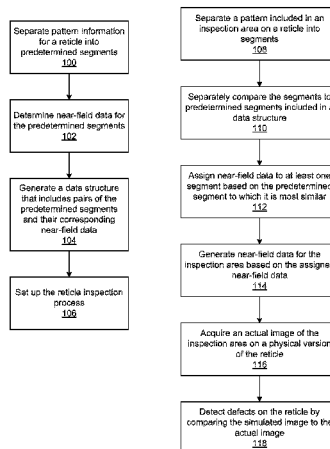 Separate pattern information
for a reticle into
predetermined segments
100
Determine near-field data for
the predetermined segments
102
Generate a data structure
that includes pairs of the
predetermined segments
and their corresponding
near-field data
104
Set up the reticle inspection
process
106
Separate a pattern included in
an inspection area on a reticle into
segments
108
Separately compare the segments to
predetermined segments included in a
data structure
110
Assign near-field data to at least one
segment based on the predetermined
segment to which it is most similar
112
Generate near-field data for the
inspection area based on the assigned
near-field data
114
Acquire an actual image of the
inspection area on a physical version
of the reticle
116
Detect defects on the reticle by
comparing the simulated image to the
actual image
118